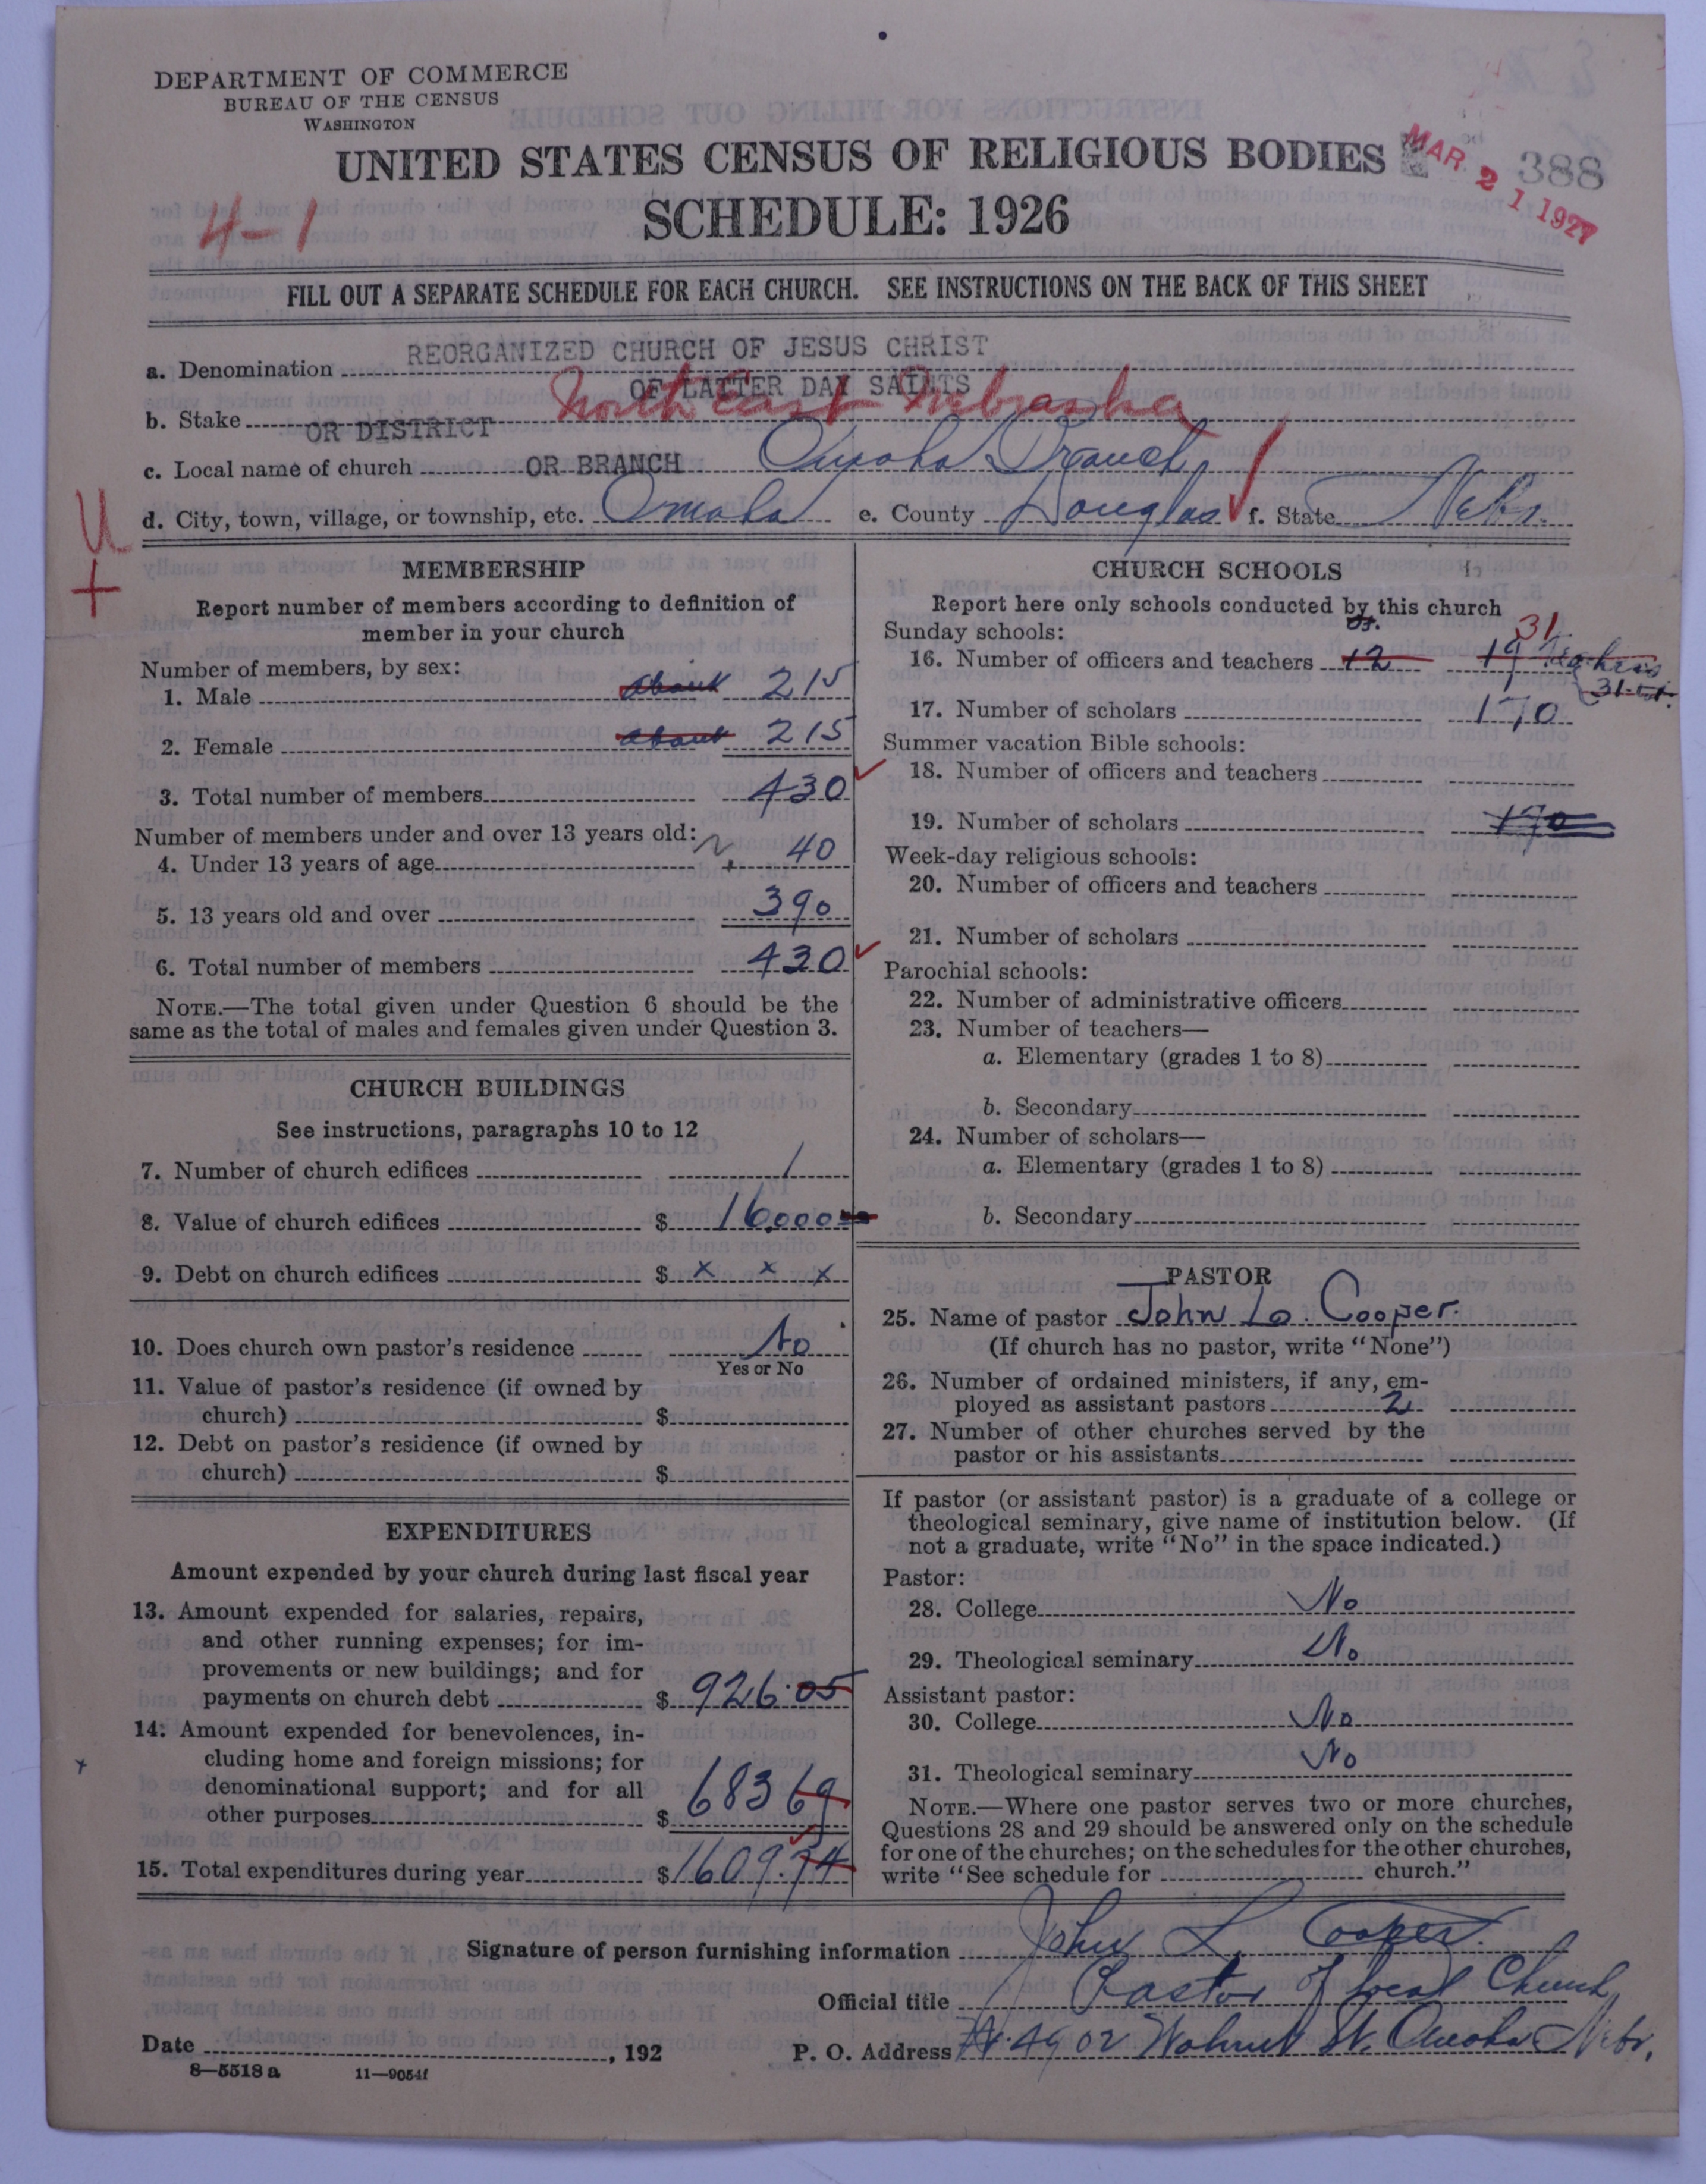 DEPARTMENT OF COMMERCE
BUREAU OF THE CENSUS
WASHINGTON
UNITED STATES CENSUS OF RELIGIOUS BODIES
388
MAR 21 1927
4-1
SCHEDULE: 1926
FILL OUT A SEPARATE SCHEDULE FOR EACH CHURCH. SEE INSTRUCTIONS ON THE BACK OF THIS SHEET
a. Denomination REORGANIZED CHURCH OF JESUS CHRIST
OF LATTER DAY SAINTS
b. Stake OR DISTRICT North East Nebraska
c. Local name of church OR BRANCH Omaha Branch
d. City, town, village, or township, etc. Omaha e. County Douglas f. State Nebr.
U
+
MEMBERSHIP
Report number of members according to definition of
member in your church
Number of members, by sex:
1. Male about 215
2. Female about 215
3. Total number of members 430
Number of members under and over 13 years old:
4. Under 13 years of age 40
5. 13 years old and over 390
6. Total number of members 430
NOTE.—The total given under Question 6 should be the
same as the total of males and females given under Question 3.
CHURCH BUILDINGS
See instructions, paragraphs 10 to 12
7. Number of church edifices 1
8. Value of church edifices $ 16,000
9. Debt on church edifices $ x x x
10. Does church own pastor's residence No
Yes or No
11. Value of pastor's residence (if owned by
church) $
12. Debt on pastor's residence (if owned by
church) $
EXPENDITURES
Amount expended by your church during last fiscal year
13. Amount expended for salaries, repairs,
and other running expenses; for im-
provements or new buildings; and for
payments on church debt $ 926.05
14. Amount expended for benevolences, in-
cluding home and foreign missions; for
denominational support; and for all
other purposes $ 683 69
15. Total expenditures during year $ 1609.74
CHURCH SCHOOLS
Report here only schools conducted by this church
Sunday schools:
31
16. Number of officers and teachers 12 19 Teachers
31
17. Number of scholars 170
Summer vacation Bible schools:
18. Number of officers and teachers
19. Number of scholars 170
Week-day religious schools:
20. Number of officers and teachers
21. Number of scholars
Parochial schools:
22. Number of administrative officers
23. Number of teachers—
a. Elementary (grades 1 to 8)
b. Secondary
24. Number of scholars—
a. Elementary (grades 1 to 8)
b. Secondary
PASTOR
25. Name of pastor John L. Cooper.
(If church has no pastor, write "None")
26. Number of ordained ministers, if any, em-
ployed as assistant pastors 2
27. Number of other churches served by the
pastor or his assistants
If pastor (or assistant pastor) is a graduate of a college or
theological seminary, give name of institution below. (If
not a graduate, write "No" in the space indicated.)
Pastor:
28. College No
29. Theological seminary No
Assistant pastor:
30. College No
31. Theological seminary No
NOTE.—Where one pastor serves two or more churches,
Questions 28 and 29 should be answered only on the schedule
for one of the churches; on the schedules for the other churches,
write "See schedule for church."
Signature of person furnishing information John L. Cooper
Official title Pastor of local Church
Date , 192 P. O. Address 4902 Walnut St. Omaha Nebr.
8—5518 a 11—9054f